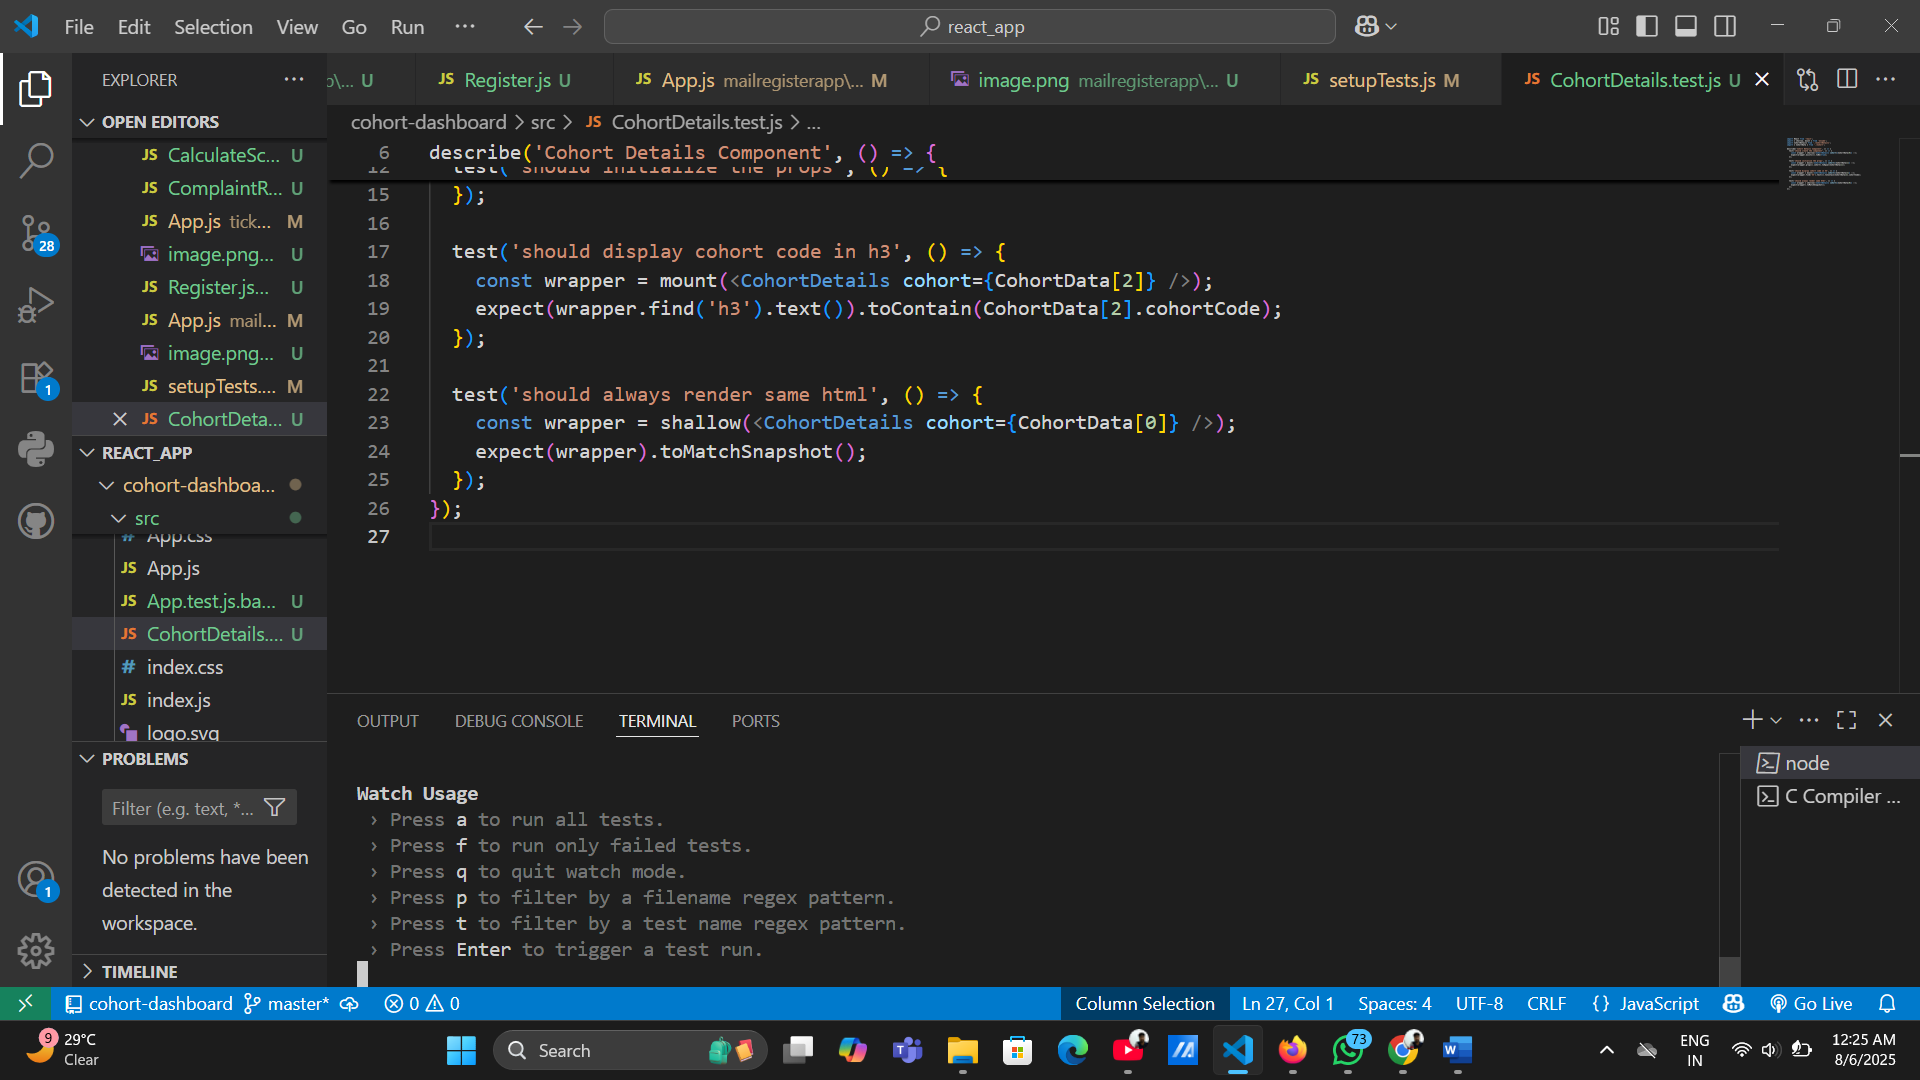 File Edit Selection View Go Run ...
react_app
EXPLORER
...\... U
JS Register.js U
JS App.js mailregisterapp\... M
image.png mailregisterapp\... U
JS setupTests.js M
JS CohortDetails.test.js U
OPEN EDITORS
JS CalculateSc... U
JS ComplaintR... U
JS App.js tick... M
image.png... U
JS Register.js... U
JS App.js mail... M
image.png... U
JS setupTests.... M
JS CohortDeta... U
REACT_APP
cohort-dashboa...
src
# App.css
JS App.js
JS App.test.js.ba... U
JS CohortDetails.... U
# index.css
JS index.js
logo.svg
PROBLEMS
Filter (e.g. text, *...
No problems have been
detected in the
workspace.
TIMELINE
28
1
1
cohort-dashboard > src > JS CohortDetails.test.js > ...
6 describe('Cohort Details Component', () => {
12 test('should initialize the props', () => {
15 });
16
17 test('should display cohort code in h3', () => {
18 const wrapper = mount(<CohortDetails cohort={CohortData[2]} />);
19 expect(wrapper.find('h3').text()).toContain(CohortData[2].cohortCode);
20 });
21
22 test('should always render same html', () => {
23 const wrapper = shallow(<CohortDetails cohort={CohortData[0]} />);
24 expect(wrapper).toMatchSnapshot();
25 });
26 });
27
OUTPUT DEBUG CONSOLE TERMINAL PORTS
node
C Compiler ...
Watch Usage
› Press a to run all tests.
› Press f to run only failed tests.
› Press q to quit watch mode.
› Press p to filter by a filename regex pattern.
› Press t to filter by a test name regex pattern.
› Press Enter to trigger a test run.
cohort-dashboard master* 0 0
Column Selection Ln 27, Col 1 Spaces: 4 UTF-8 CRLF {} JavaScript Go Live
9
29°C
Clear
Search
73
ENG
IN
12:25 AM
8/6/2025